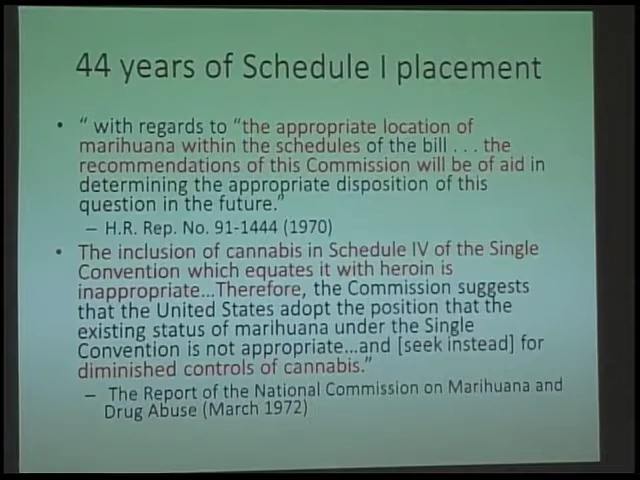 44 years of Schedule I placement
• “ with regards to “the appropriate location of
marihuana within the schedules of the bill . . . the
recommendations of this Commission will be of aid in
determining the appropriate disposition of this
question in the future.”
– H.R. Rep. No. 91-1444 (1970)
• The inclusion of cannabis in Schedule IV of the Single
Convention which equates it with heroin is
inappropriate...Therefore, the Commission suggests
that the United States adopt the position that the
existing status of marihuana under the Single
Convention is not appropriate...and [seek instead] for
diminished controls of cannabis.”
– The Report of the National Commission on Marihuana and
Drug Abuse (March 1972)